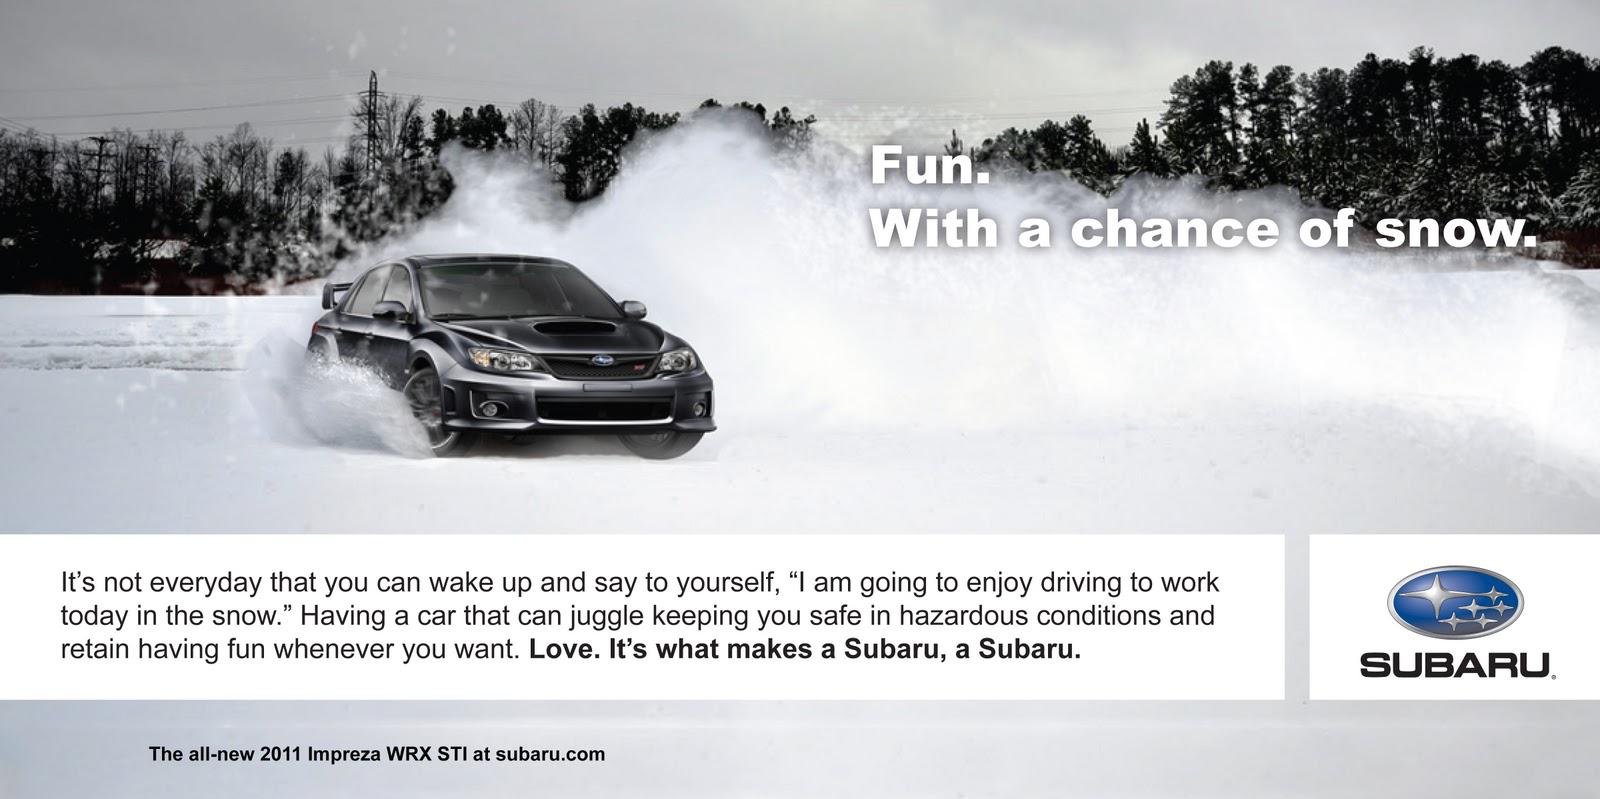 Fun.
With a chance of snow.
It’s not everyday that you can wake up and say to yourself, “I am going to enjoy driving to work
today in the snow.” Having a car that can juggle keeping you safe in hazardous conditions and
retain having fun whenever you want. Love. It’s what makes a Subaru, a Subaru.
SUBARU®
The all-new 2011 Impreza WRX STI at subaru.com